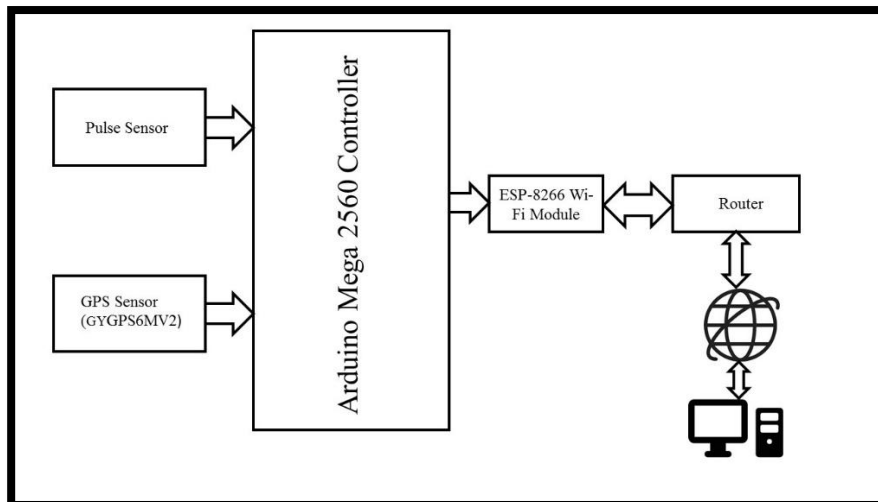 Pulse Sensor
GPS Sensor
(GYGPS6MV2)
Arduino Mega 2560 Controller
ESP-8266 Wi-
Fi Module
Router